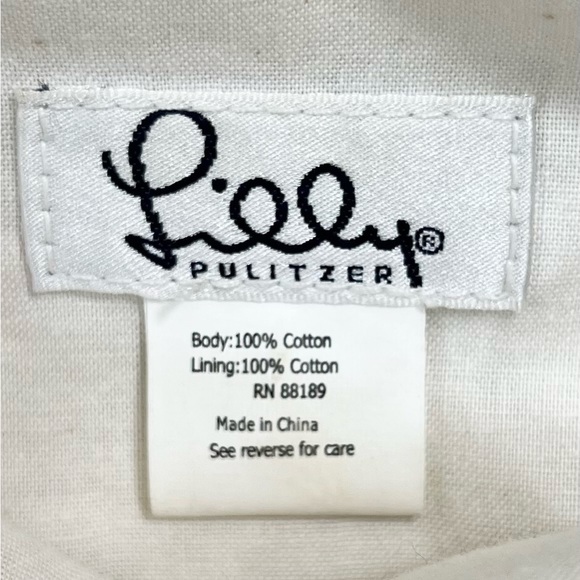 Lilly®
PULITZER
Body:100% Cotton
Lining:100% Cotton
RN 88189
Made in China
See reverse for care